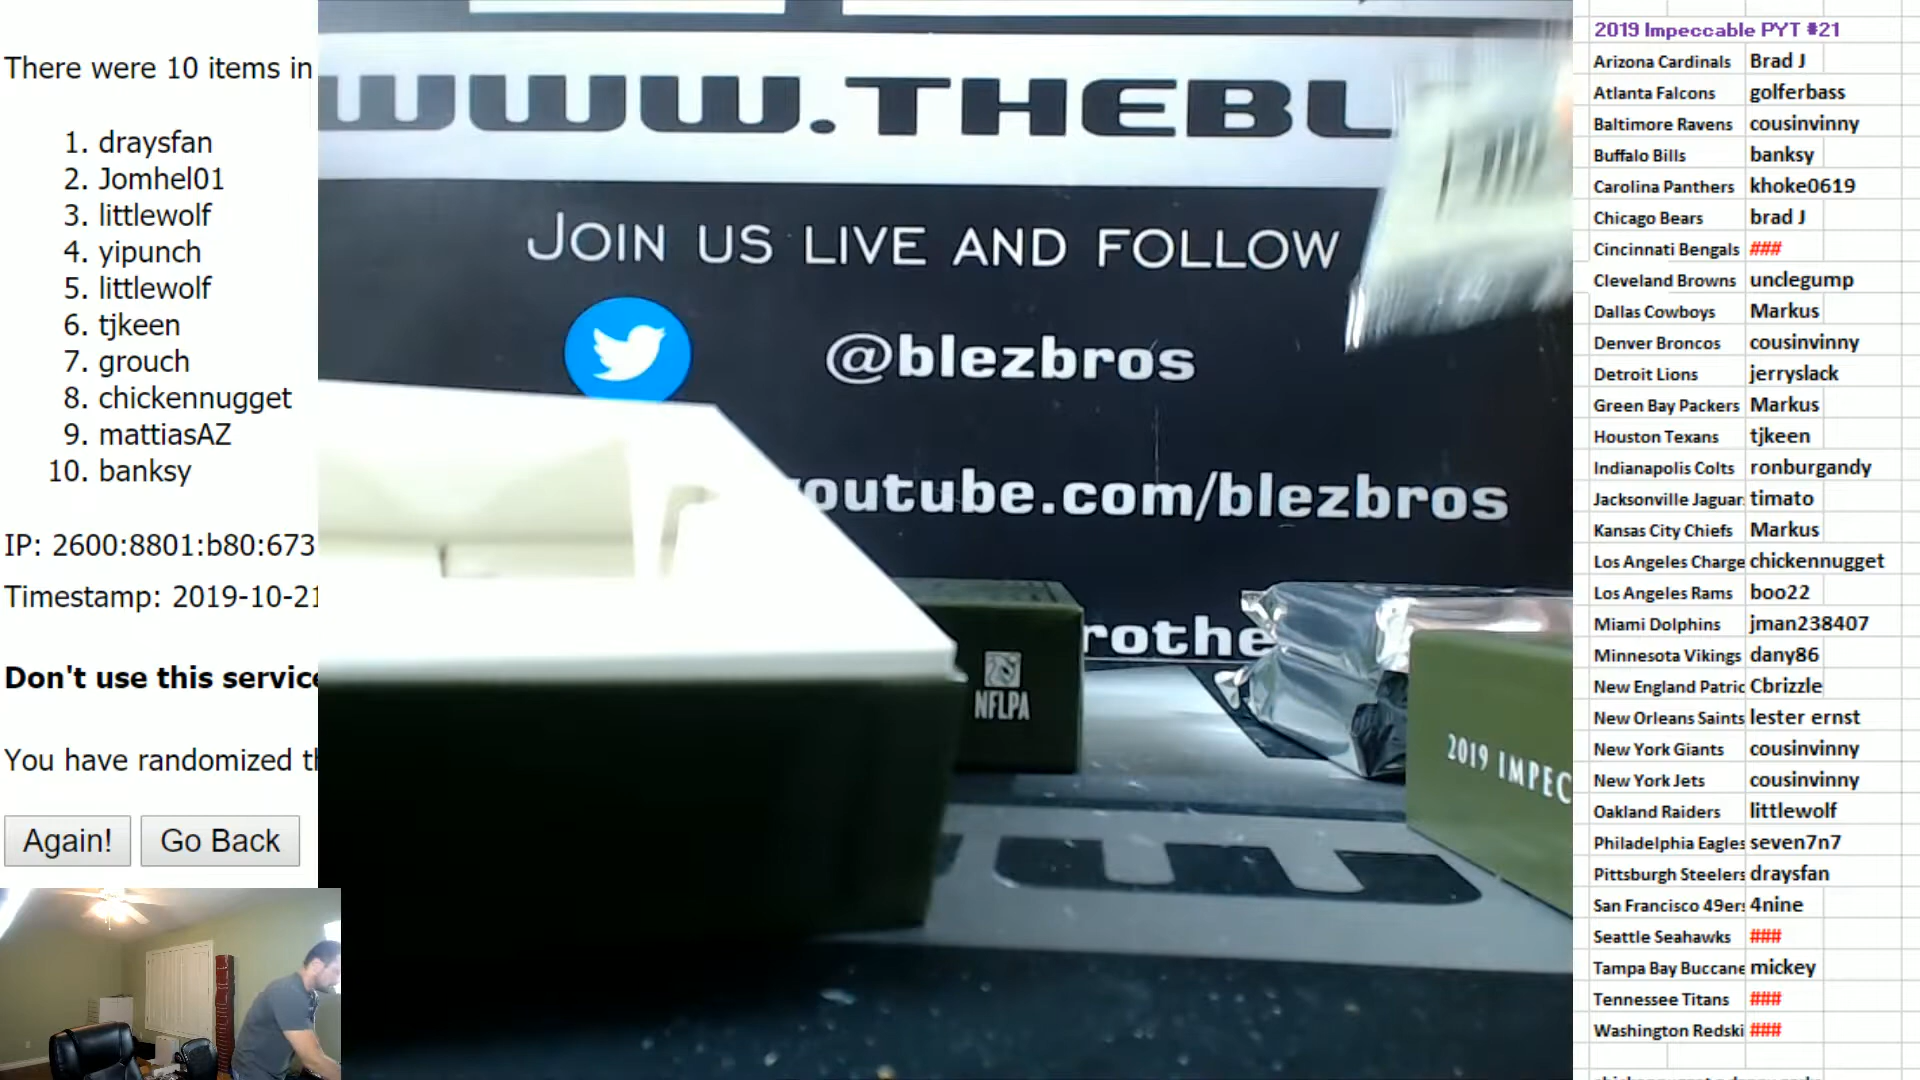 There were 10 items in
1. draysfan
2. Jomhel01
3. littlewolf
4. yipunch
5. littlewolf
6. tjkeen
7. grouch
8. chickennugget
9. mattiasAZ
10. banksy
IP: 2600:8801:b80:673
Timestamp: 2019-10-21
Don't use this service
You have randomized th
Again! Go Back
WWW.THEBL
JOIN US LIVE AND FOLLOW
@blezbros
outube.com/blezbros
rothe
NFLPA
2019 IMPEC
2019 Impeccable PYT #21
Arizona Cardinals Brad J
Atlanta Falcons golferbass
Baltimore Ravens cousinvinny
Buffalo Bills banksy
Carolina Panthers khoke0619
Chicago Bears brad J
Cincinnati Bengals ###
Cleveland Browns unclegump
Dallas Cowboys Markus
Denver Broncos cousinvinny
Detroit Lions jerryslack
Green Bay Packers Markus
Houston Texans tjkeen
Indianapolis Colts ronburgandy
Jacksonville Jaguar timato
Kansas City Chiefs Markus
Los Angeles Charge chickennugget
Los Angeles Rams boo22
Miami Dolphins jman238407
Minnesota Vikings dany86
New England Patric Cbrizzle
New Orleans Saints lester ernst
New York Giants cousinvinny
New York Jets cousinvinny
Oakland Raiders littlewolf
Philadelphia Eagles seven7n7
Pittsburgh Steelers draysfan
San Francisco 49ers 4nine
Seattle Seahawks ###
Tampa Bay Buccane mickey
Tennessee Titans ###
Washington Redski ###